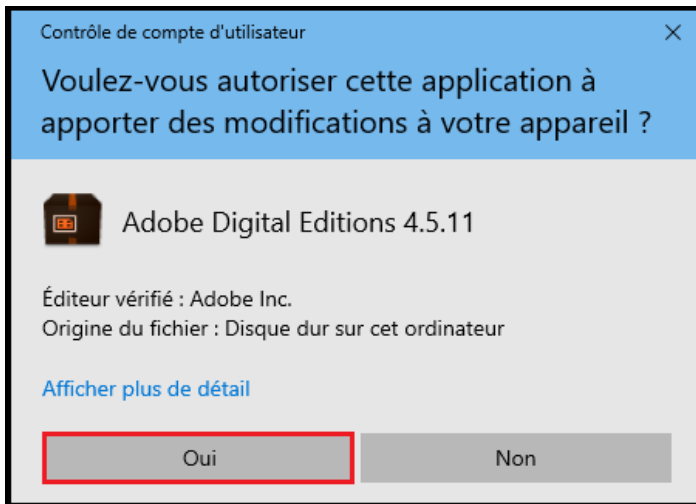 Contrôle de compte d'utilisateur
Voulez-vous autoriser cette application à
apporter des modifications à votre appareil ?
Adobe Digital Editions 4.5.11
Éditeur vérifié : Adobe Inc.
Origine du fichier : Disque dur sur cet ordinateur
Afficher plus de détail
Oui
Non